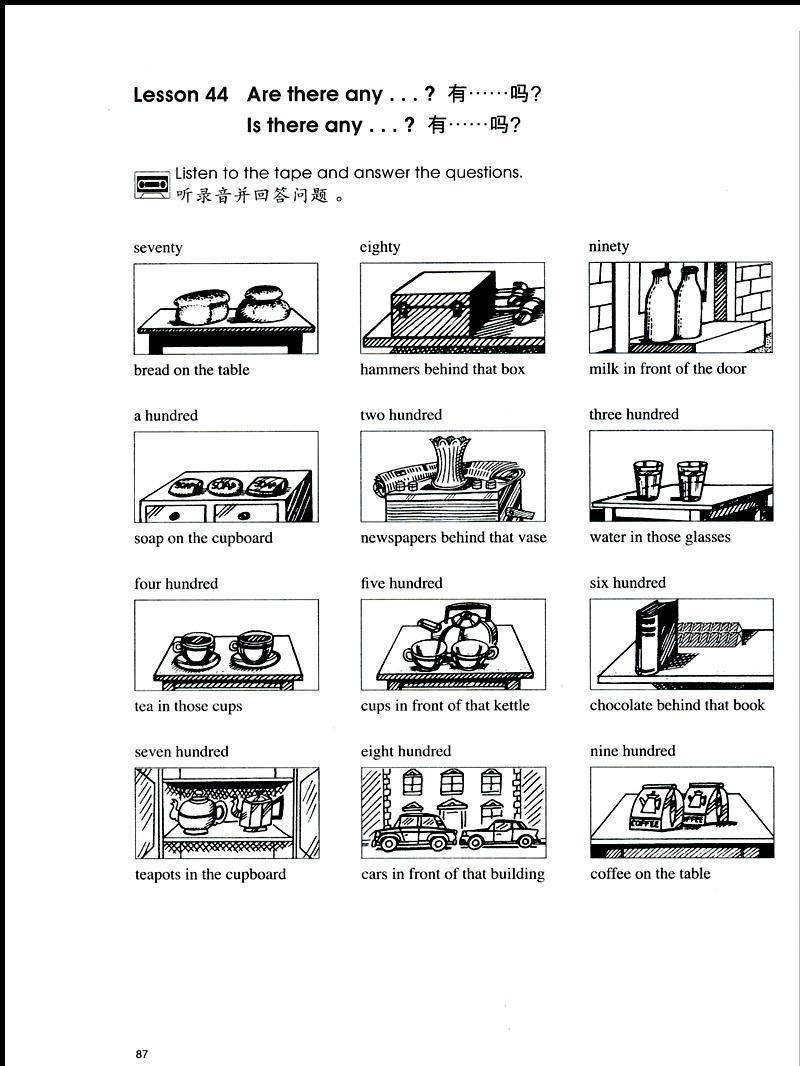 Lesson 44 Are there any . . . ? 有······吗?
Is there any . . . ? 有······吗?
Listen to the tape and answer the questions.
听录音并回答问题。
seventy eighty ninety
bread on the table hammers behind that box milk in front of the door
a hundred two hundred three hundred
SOAP SOAP SOAP
soap on the cupboard newspapers behind that vase water in those glasses
four hundred five hundred six hundred
tea in those cups cups in front of that kettle chocolate behind that book
seven hundred eight hundred nine hundred
COFFEE COFFEE
teapots in the cupboard cars in front of that building coffee on the table
87